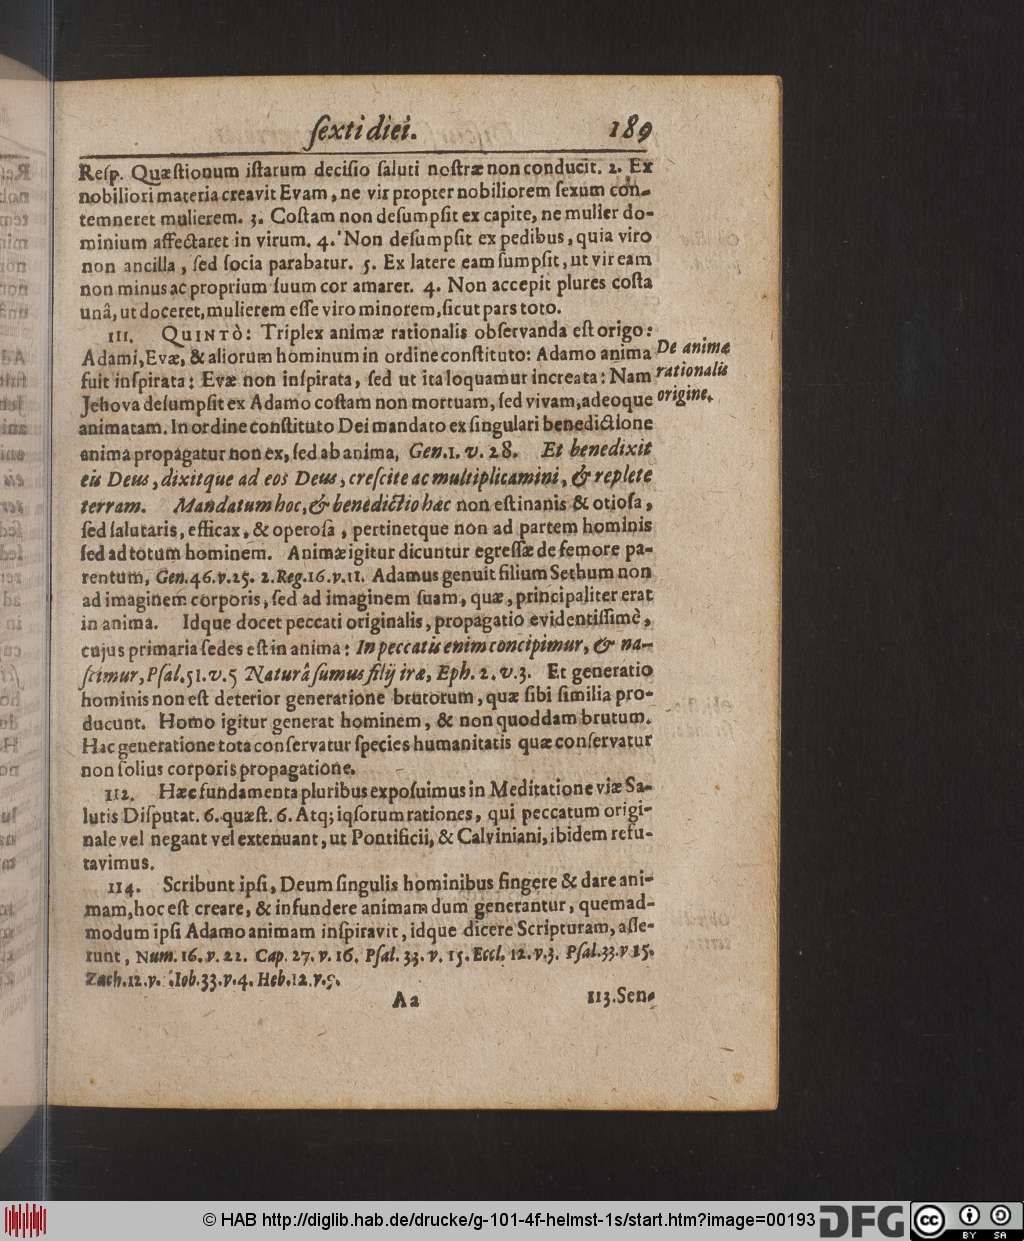 ſexti diei. 189
Reſp. Quæſtionum iſtarum deciſio ſaluti noſtræ non conducit. 2. Ex
nobiliori materia creavit Evam, ne vir propter nobiliorem ſexum con-
temneret mulierem. 3. Coſtam non deſumpſit ex capite, ne mulier do-
minium affectaret in virum. 4. Non deſumpſit ex pedibus, quia viro
non ancilla, ſed ſocia parabatur. 5. Ex latere eam ſumpſit, ut vir eam
non minus ac proprium ſuum cor amaret. 4. Non accepit plures coſta
unâ, ut doceret, mulierem eſſe viro minorem, ſicut pars toto.
111. QUINTÒ: Triplex animæ rationalis obſervanda eſt origo:
Adami, Evæ, & aliorum hominum in ordine conſtituto: Adamo anima
De animæ
fuit inſpirata: Evæ non inſpirata, ſed ut ita loquamur increata: Nam
rationalis
Jehova deſumpſit ex Adamo coſtam non mortuam, ſed vivam, adeoque
origine.
animatam. In ordine conſtituto Dei mandato ex ſingulari benedictione
anima propagatur non ex, ſed ab anima, Gen. 1. v. 28. Et benedixit
eis Deus, dixitque ad eos Deus, creſcite ac multiplicamini, & replete
terram. Mandatum hoc, & benedictio hac non eſt inanis & otioſa,
ſed ſalutaris, efficax, & operoſa, pertinetque non ad partem hominis
ſed ad totum hominem. Animæ igitur dicuntur egreſſæ de femore pa-
rentum, Gen. 46. v. 25. 2. Reg. 16. v. 11. Adamus genuit filium Sethum non
ad imaginem corporis, ſed ad imaginem ſuam, quæ, principaliter erat
in anima. Idque docet peccati originalis, propagatio evidentiſſimè,
cujus primaria ſedes eſt in anima: In peccatis enim concipimur, & na-
ſcimur, Pſal. 51. v. 5 Naturâ ſumus filij iræ, Eph. 2. v. 3. Et generatio
hominis non eſt deterior generatione brutorum, quæ ſibi ſimilia pro-
ducunt. Homo igitur generat hominem, & non quoddam brutum.
Hac generatione tota conſervatur ſpecies humanitatis quæ conſervatur
non ſolius corporis propagatione.
112. Hæc fundamenta pluribus expoſuimus in Meditatione viæ Sa-
lutis Diſputat. 6. quæſt. 6. Atq; iqſorum rationes, qui peccatum origi-
nale vel negant vel extenuant, ut Pontificii, & Calviniani, ibidem refu-
tavimus.
114. Scribunt ipſi, Deum ſingulis hominibus fingere & dare ani-
mam, hoc eſt creare, & infundere animam dum generantur, quemad-
modum ipſi Adamo animam inſpiravit, idque dicere Scripturam, aſſe-
runt, Num. 16. v. 22. Cap. 27. v. 16. Pſal. 33. v. 15. Eccl. 12. v. 3. Pſal. 33. v 15.
Zach. 12. v. Iob. 33. v. 4. Heb. 12. v. 9.
Aa 113. Sen-
© HAB http://diglib.hab.de/drucke/g-101-4f-helmst-1s/start.htm?image=00193 DFG cc BY SA